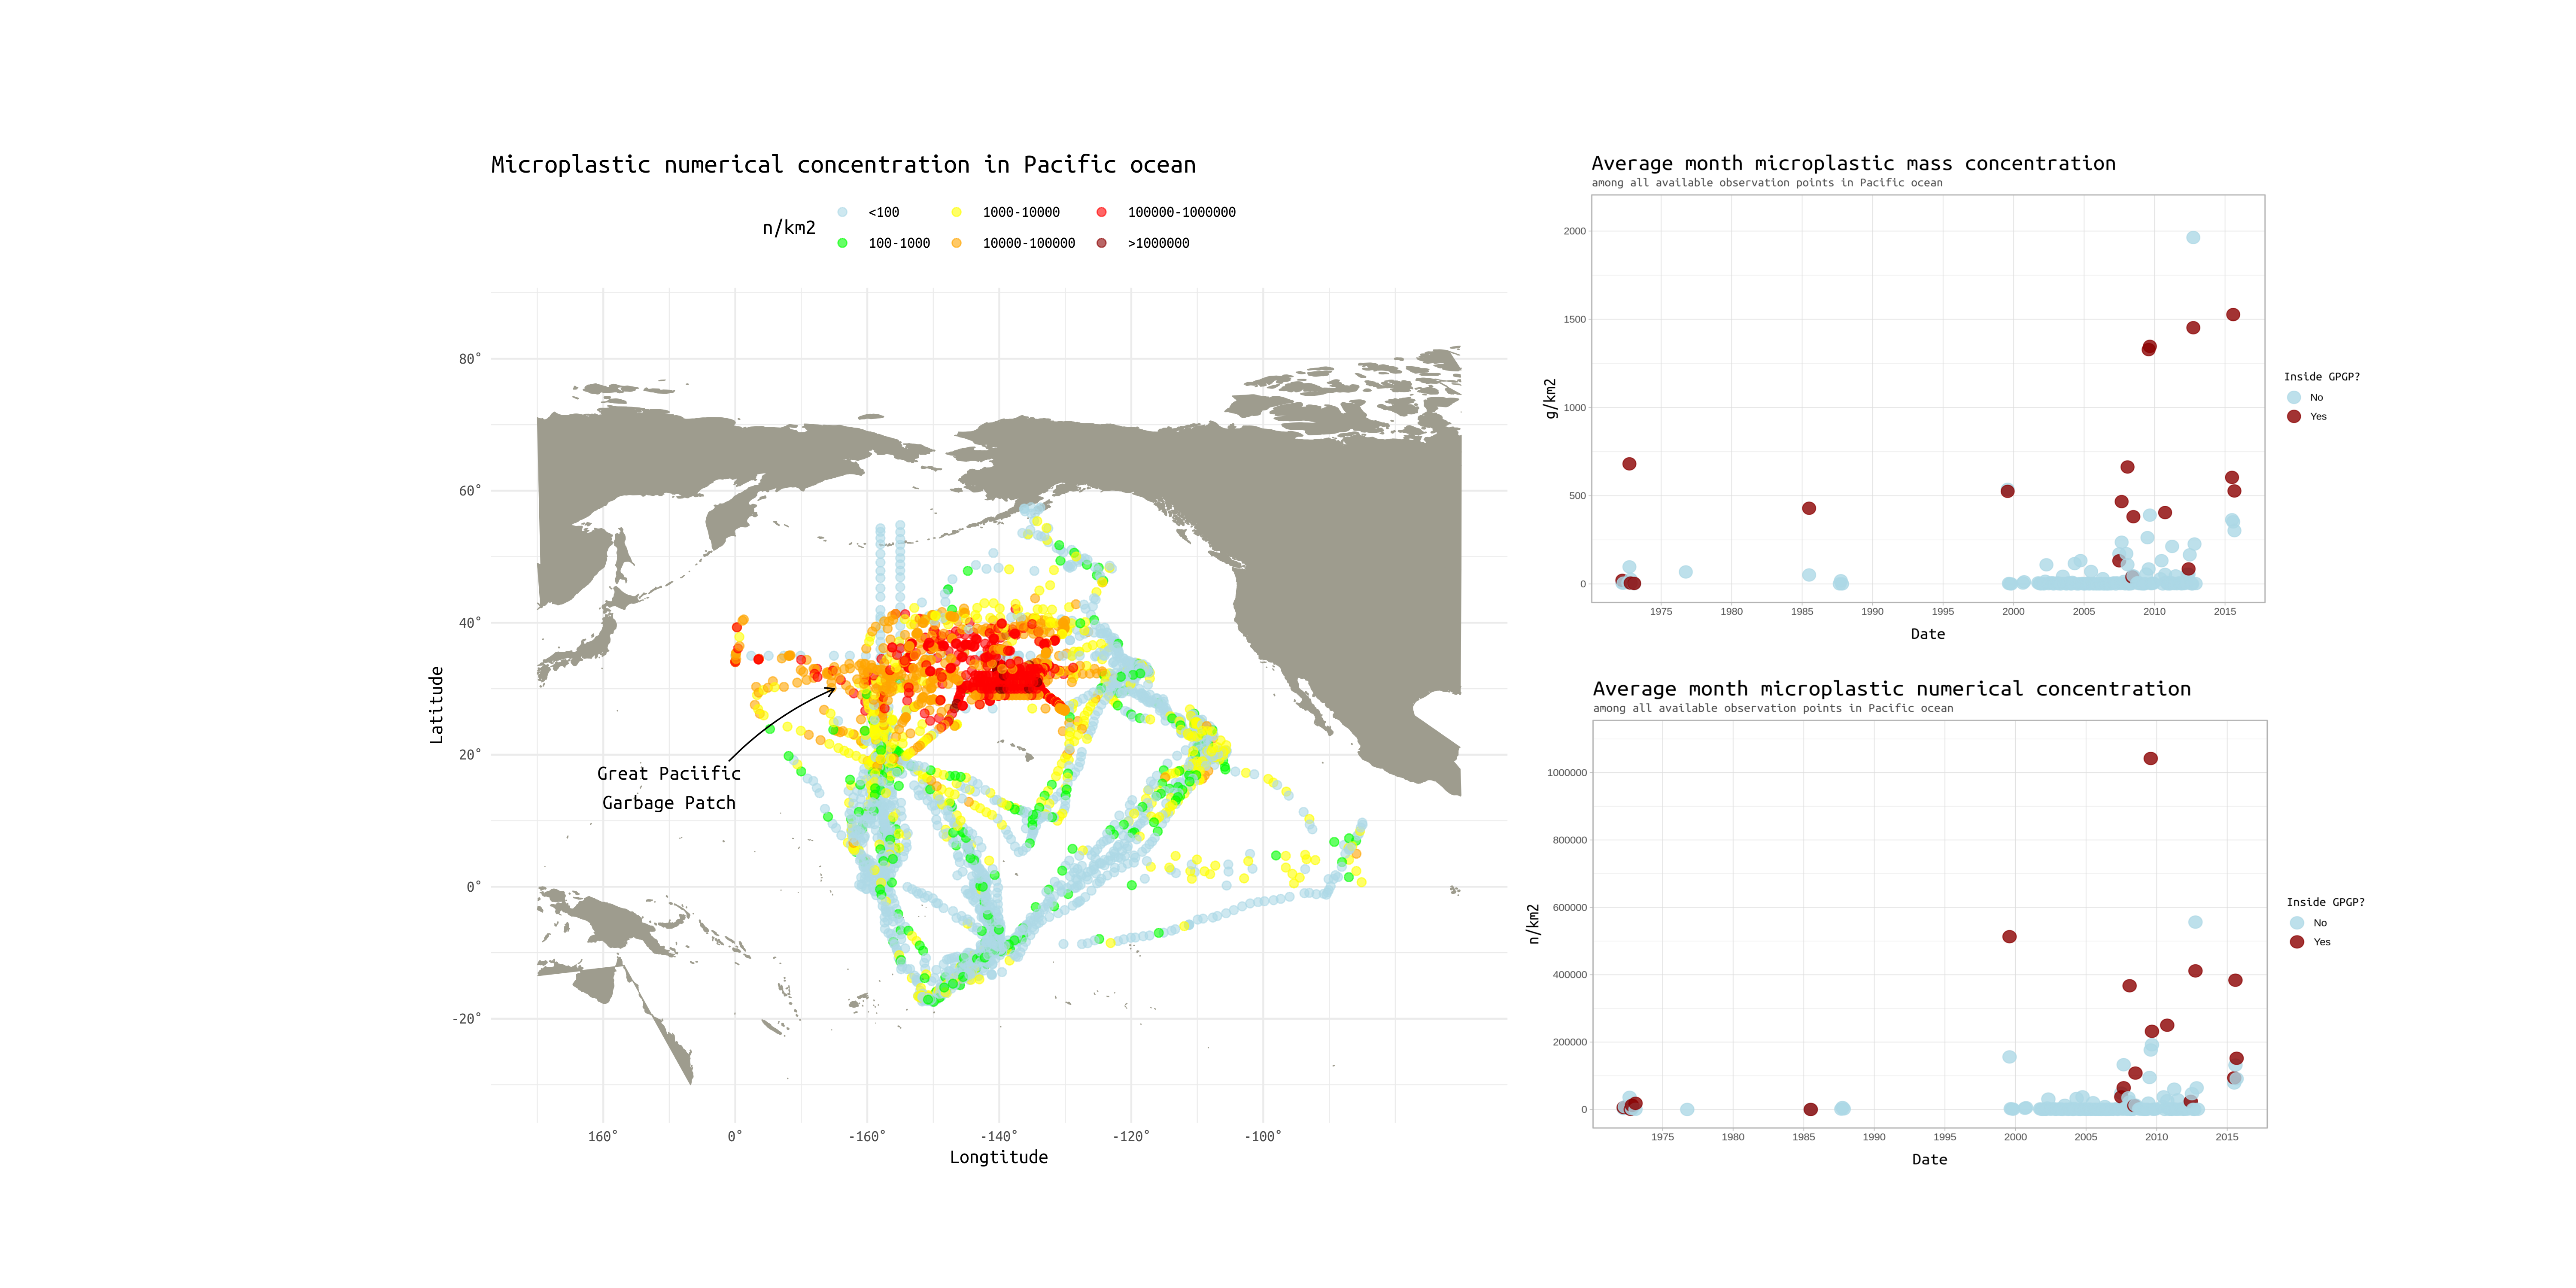 Microplastic numerical concentration in Pacific ocean
n/km2
<100
1000-10000
100000-1000000
100-1000
10000-100000
>1000000
80°
60°
40°
20°
0°
-20°
Latitude
Great Paciific
Garbage Patch
160°
0°
-160°
-140°
-120°
-100°
Longtitude
Average month microplastic mass concentration
among all available observation points in Pacific ocean
2000
1500
1000
500
0
g/km2
1975
1980
1985
1990
1995
2000
2005
2010
2015
Date
Inside GPGP?
No
Yes
Average month microplastic numerical concentration
among all available observation points in Pacific ocean
1000000
800000
600000
400000
200000
0
n/km2
1975
1980
1985
1990
1995
2000
2005
2010
2015
Date
Inside GPGP?
No
Yes